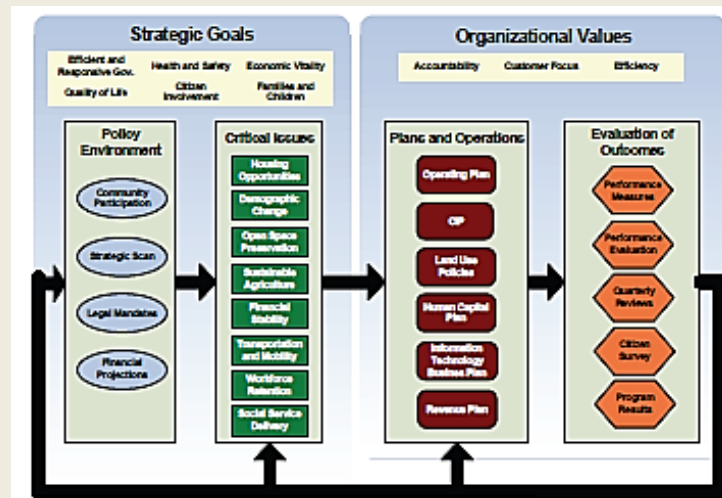 Strategic Goals
Efficient and
Responsive Gov.
Health and Safety
Economic Vitality
Quality of Life
Citizen
Involvement
Families and
Children
Organizational Values
Accountability
Customer Focus
Efficiency
Policy
Environment
Community
Participation
Strategic Scan
Legal Mandates
Financial
Projections
Critical Issues
Housing
Opportunities
Demographic
Change
Open Space
Preservation
Sustainable
Agriculture
Financial
Stability
Transportation
and Mobility
Workforce
Retention
Social Service
Delivery
Plans and Operations
Operating Plan
CIP
Land Use
Policies
Human Capital
Plan
Information
Technology
Business Plan
Revenue Plan
Evaluation of
Outcomes
Performance
Measures
Performance
Evaluation
Quarterly
Reviews
Citizen
Survey
Program
Results